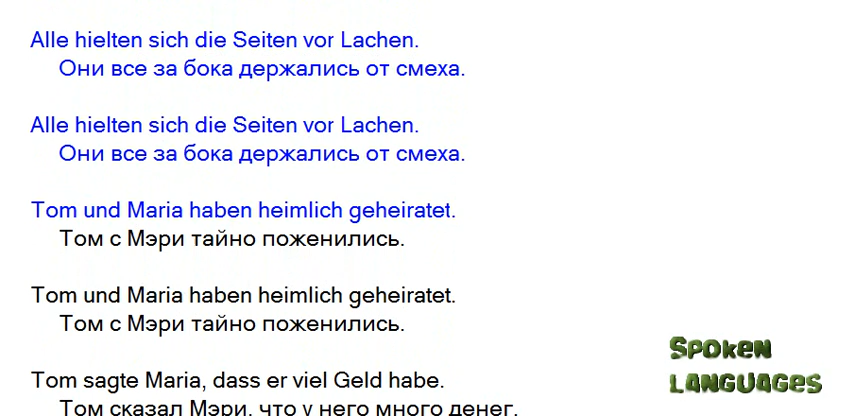 Alle hielten sich die Seiten vor Lachen.
Они все за бока держались от смеха.
Alle hielten sich die Seiten vor Lachen.
Они все за бока держались от смеха.
Tom und Maria haben heimlich geheiratet.
Том с Мэри тайно поженились.
Tom und Maria haben heimlich geheiratet.
Том с Мэри тайно поженились.
Tom sagte Maria, dass er viel Geld habe.
Том сказал Мэри, что у него много денег.
Spoken
Languages